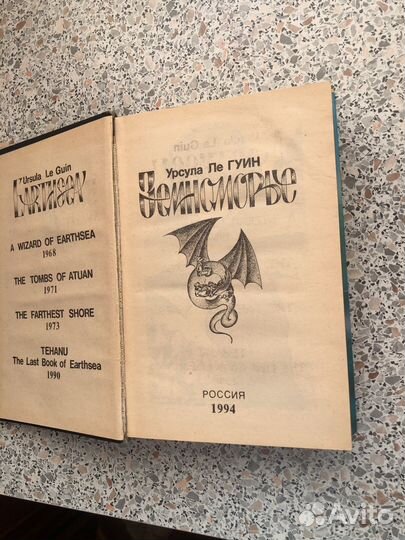 Ursula Le Guin
EARTHSEA
A WIZARD OF EARTHSEA
1968
THE TOMBS OF ATUAN
1971
THE FARTHEST SHORE
1973
TEHANU
The Last Book of Earthsea
1990
Урсула Ле ГУИН
Земноморье
РОССИЯ
1994
Avito